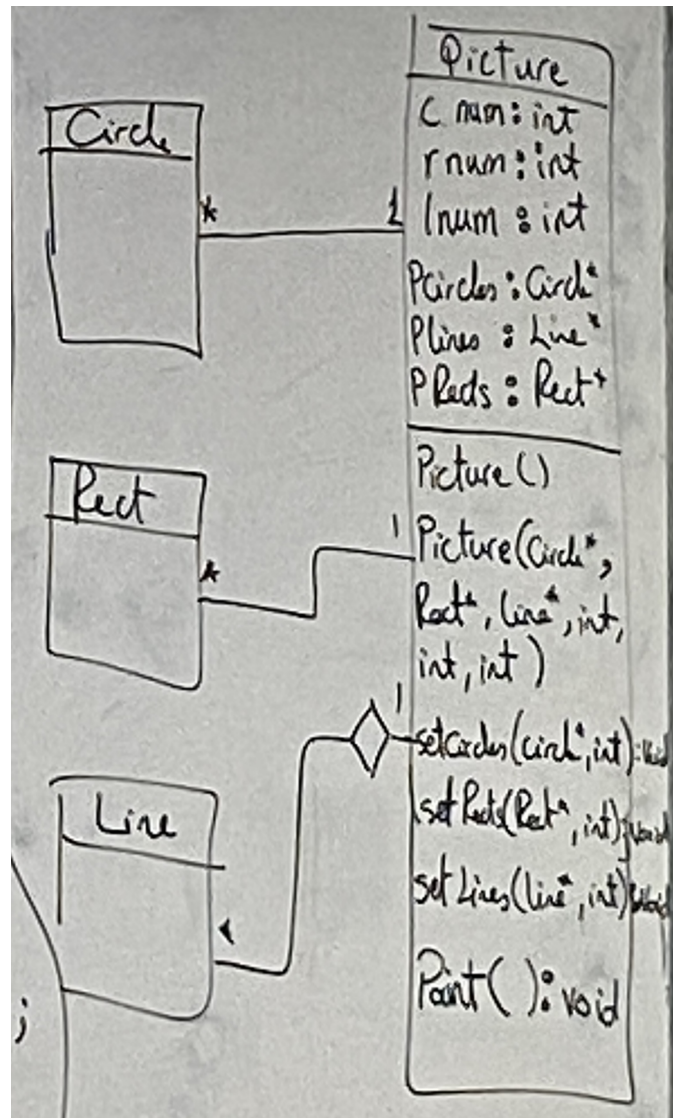 Circle
*
Rect
*
Line
*
;
Picture
c num : int
r num : int
lnum : int
PCircles : Circle*
Plines : Line*
PRects : Rect*
1
Picture()
1
Picture(Circle*,
Rect*, line*, int,
int, int)
1
setCircles(circle*, int) : void
setRects(Rect*, int) : void
setLines(line*, int) : void
Paint() : void